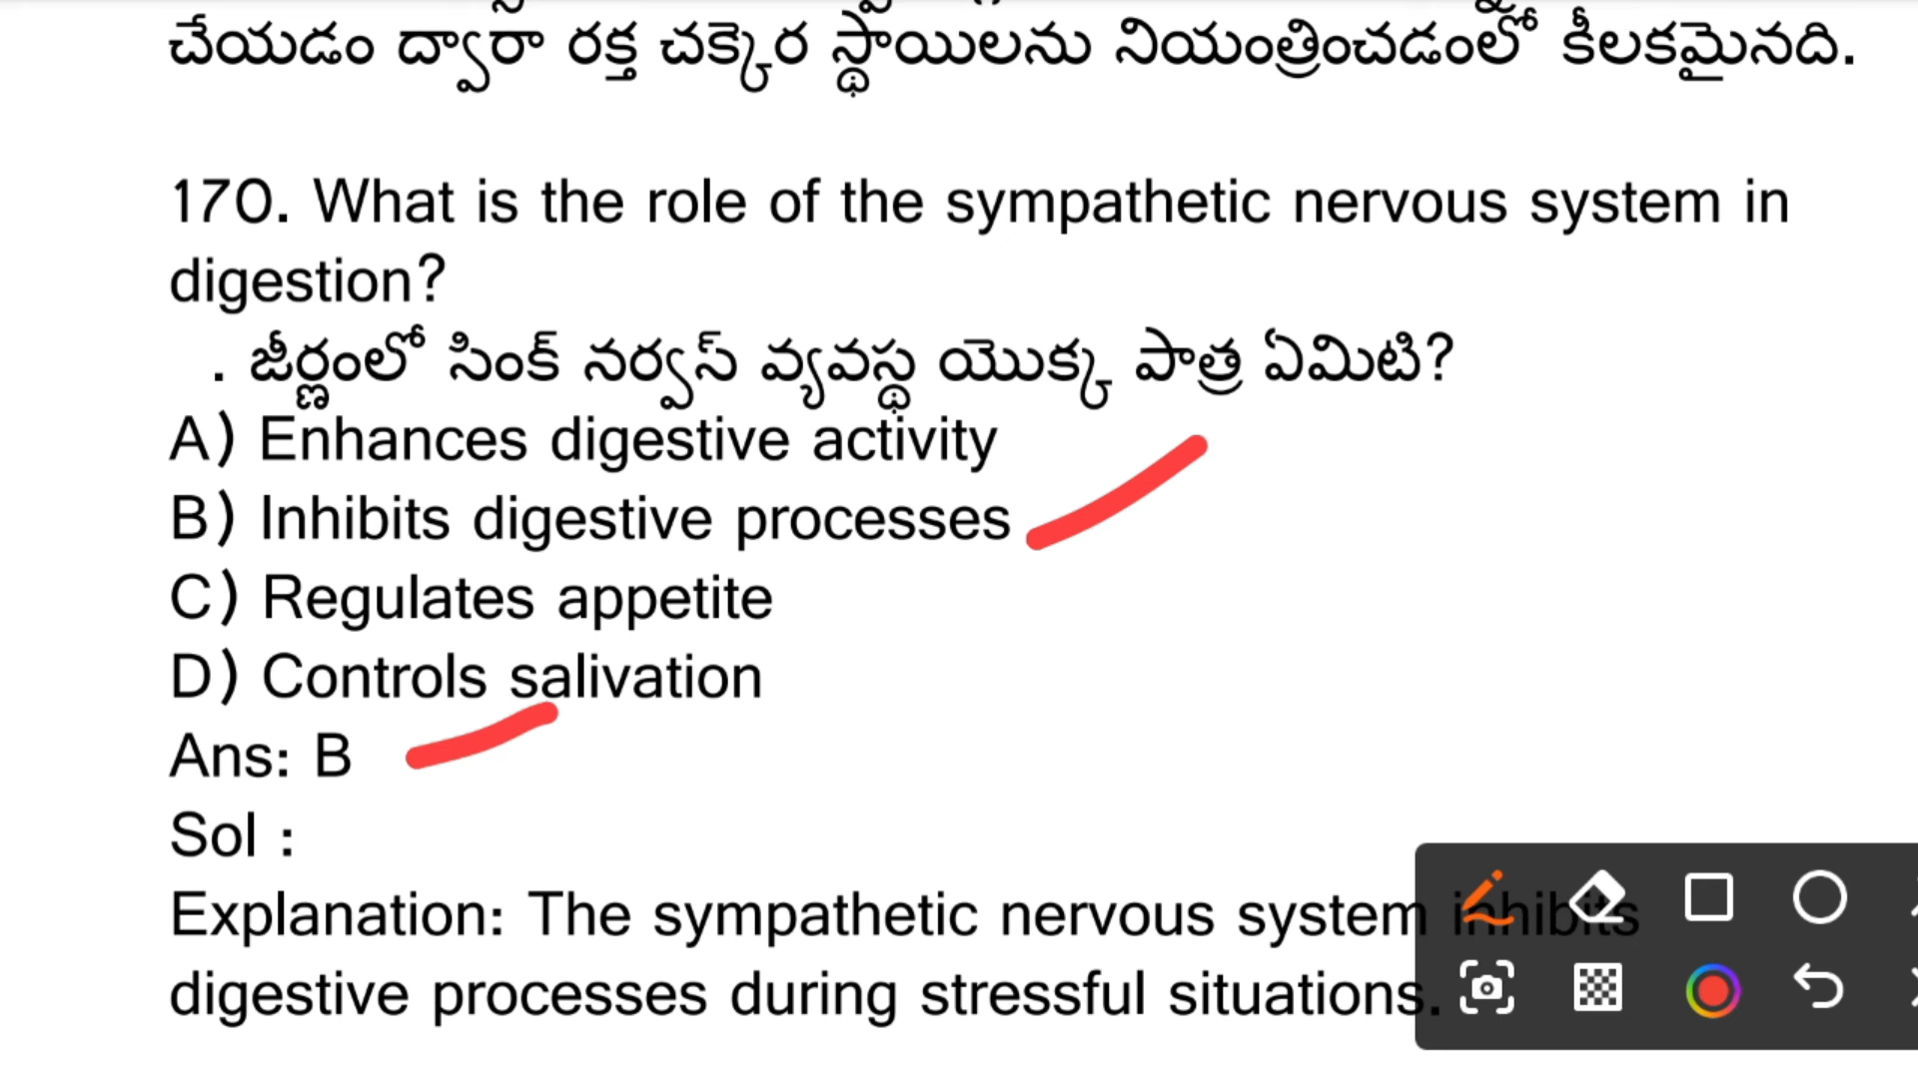 చేయడం ద్వారా రక్త చక్కెర స్థాయిలను నియంత్రించడంలో కీలకమైనది.
170. What is the role of the sympathetic nervous system in
digestion?
. జీర్ణంలో సింక్ నర్వస్ వ్యవస్థ యొక్క పాత్ర ఏమిటి?
A) Enhances digestive activity
B) Inhibits digestive processes
C) Regulates appetite
D) Controls salivation
Ans: B
Sol :
Explanation: The sympathetic nervous system inhibits
digestive processes during stressful situations.